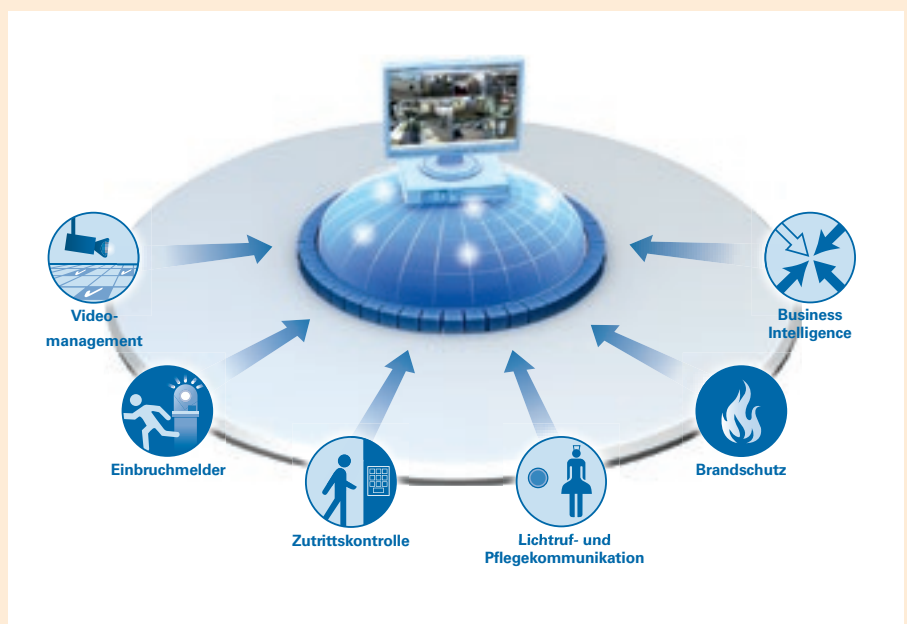 Video-
management
Einbruchmelder
Zutrittskontrolle
Lichtruf- und
Pflegekommunikation
Brandschutz
Business
Intelligence